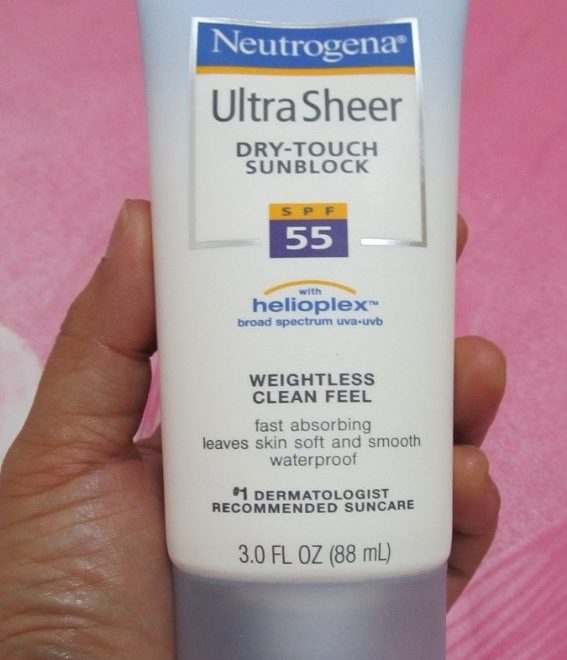 Neutrogena®
Ultra Sheer
DRY-TOUCH
SUNBLOCK
SPF
55
with
helioplex™
broad spectrum uva-uvb
WEIGHTLESS
CLEAN FEEL
fast absorbing
leaves skin soft and smooth
waterproof
#1 DERMATOLOGIST
RECOMMENDED SUNCARE
3.0 FL OZ (88 mL)